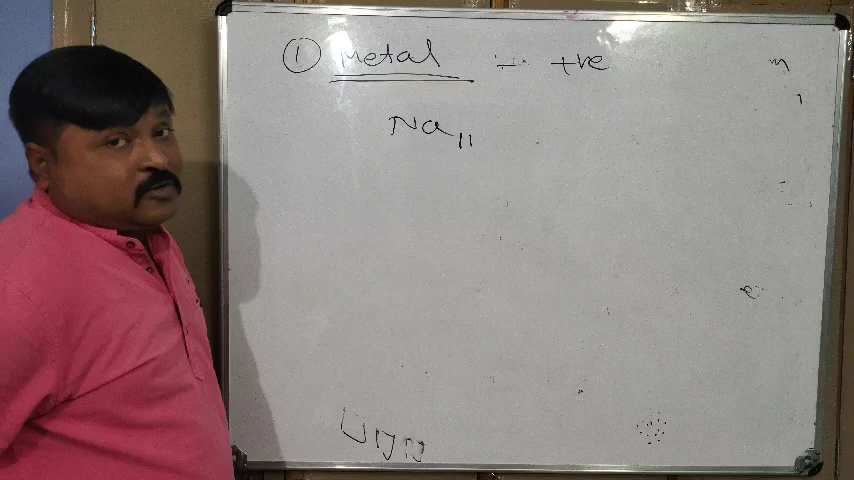 ① Metal :- +ve
Na₁₁